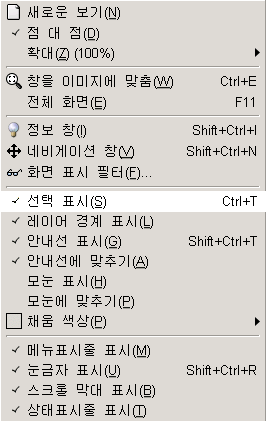 새로운 보기(N)
점 대 점(D)
확대(Z) (100%)
창을 이미지에 맞춤(W) Ctrl+E
전체 화면(E) F11
정보 창(I) Shift+Ctrl+I
네비게이션 창(V) Shift+Ctrl+N
화면 표시 필터(F)...
선택 표시(S) Ctrl+T
레이어 경계 표시(L)
안내선 표시(G) Shift+Ctrl+T
안내선에 맞추기(A)
모눈 표시(H)
모눈에 맞추기(P)
채움 색상(P)
메뉴표시줄 표시(M)
눈금자 표시(U) Shift+Ctrl+R
스크롤 막대 표시(B)
상태표시줄 표시(T)